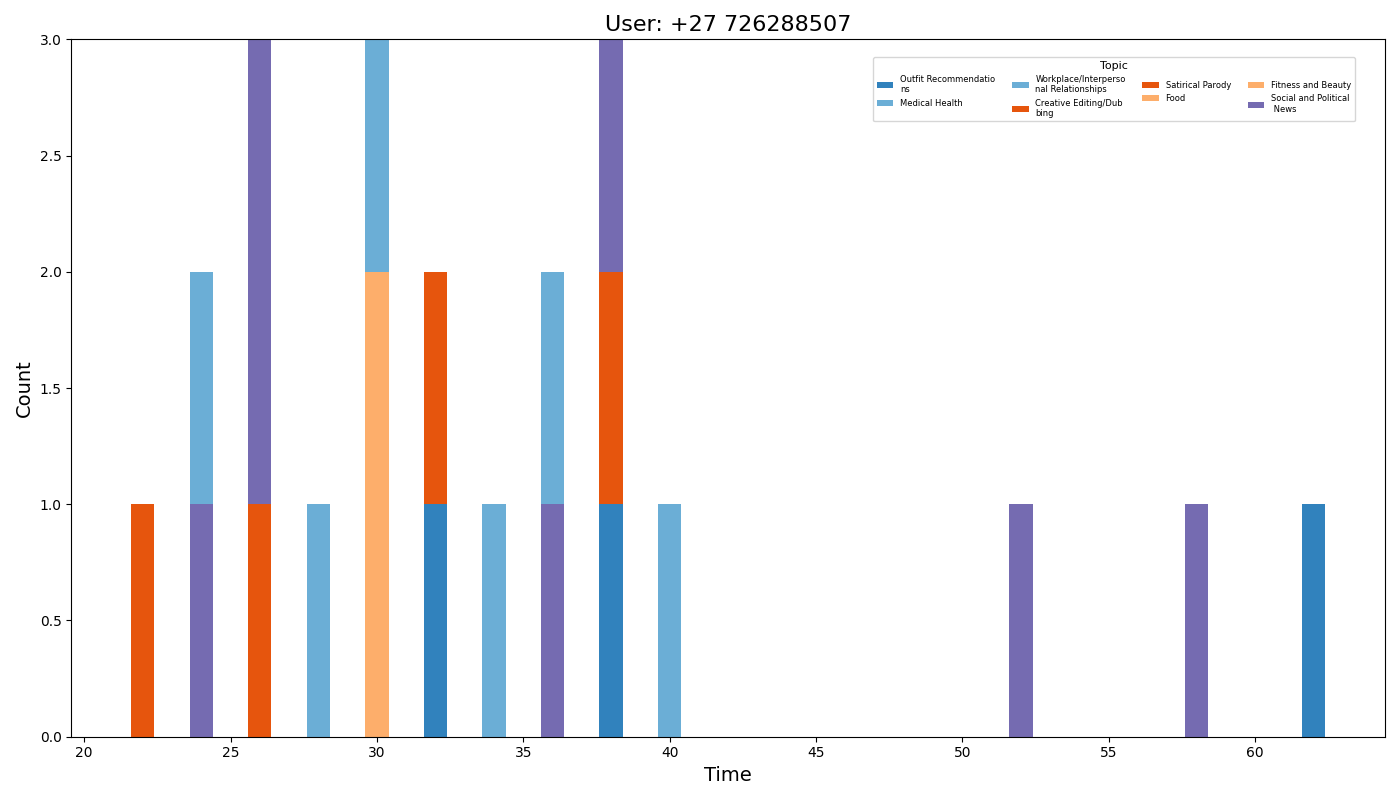 User: +27 726288507
Topic
Outfit Recommendatio
ns
Medical Health
Workplace/Interperso
nal Relationships
Creative Editing/Dub
bing
Satirical Parody
Food
Fitness and Beauty
Social and Political
News
Count
3.0
2.5
2.0
1.5
1.0
0.5
0.0
20 25 30 35 40 45 50 55 60
Time